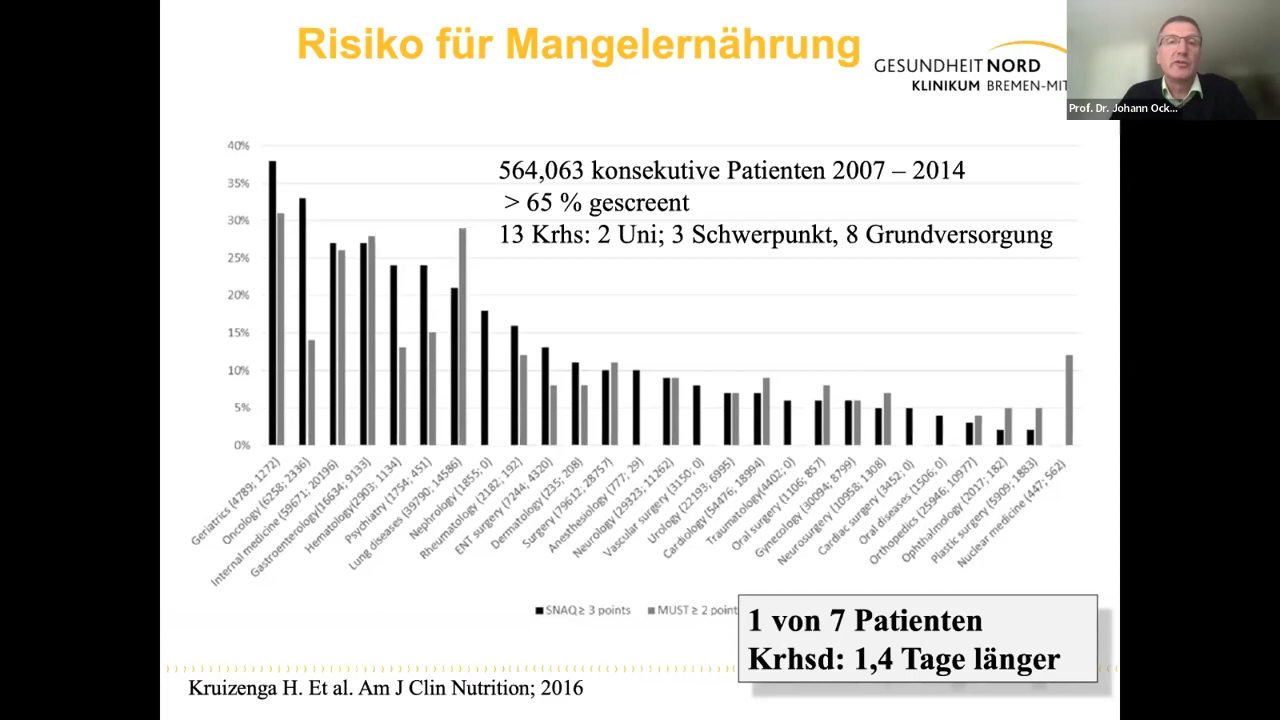 Risiko für Mangelernährung
GESUNDHEIT NORD
KLINIKUM BREMEN-MIT
Prof. Dr. Johann Ock...
564,063 konsekutive Patienten 2007 – 2014
> 65 % gescreent
13 Krhs: 2 Uni; 3 Schwerpunkt, 8 Grundversorgung
40%
35%
30%
25%
20%
15%
10%
5%
0%
Geriatrics (4789; 1272)
Oncology (6258; 2336)
Internal medicine (59671; 20196)
Gastroenterology(16634; 9133)
Hematology(2903; 1134)
Psychiatry (1754; 451)
Lung diseases (39790; 14586)
Nephrology (1855; 0)
Rheumatology (2182; 192)
ENT surgery (7244; 4320)
Dermatology (235; 208)
Surgery (79612; 28757)
Anesthesiology (777; 29)
Neurology (29323; 11262)
Vascular surgery (3150; 0)
Urology (22193; 6995)
Cardiology (54476; 18994)
Traumatology(4402; 0)
Oral surgery (1106; 857)
Gynecology (30094; 8799)
Neurosurgery (10958; 1308)
Cardiac surgery (3452; 0)
Oral diseases (1506; 0)
Orthopedics (25946; 10977)
Ophthalmology (2017; 182)
Plastic surgery (5909; 1883)
Nuclear medicine (447; 562)
SNAQ ≥ 3 points
MUST ≥ 2 point
1 von 7 Patienten
Krhsd: 1,4 Tage länger
Kruizenga H. Et al. Am J Clin Nutrition; 2016